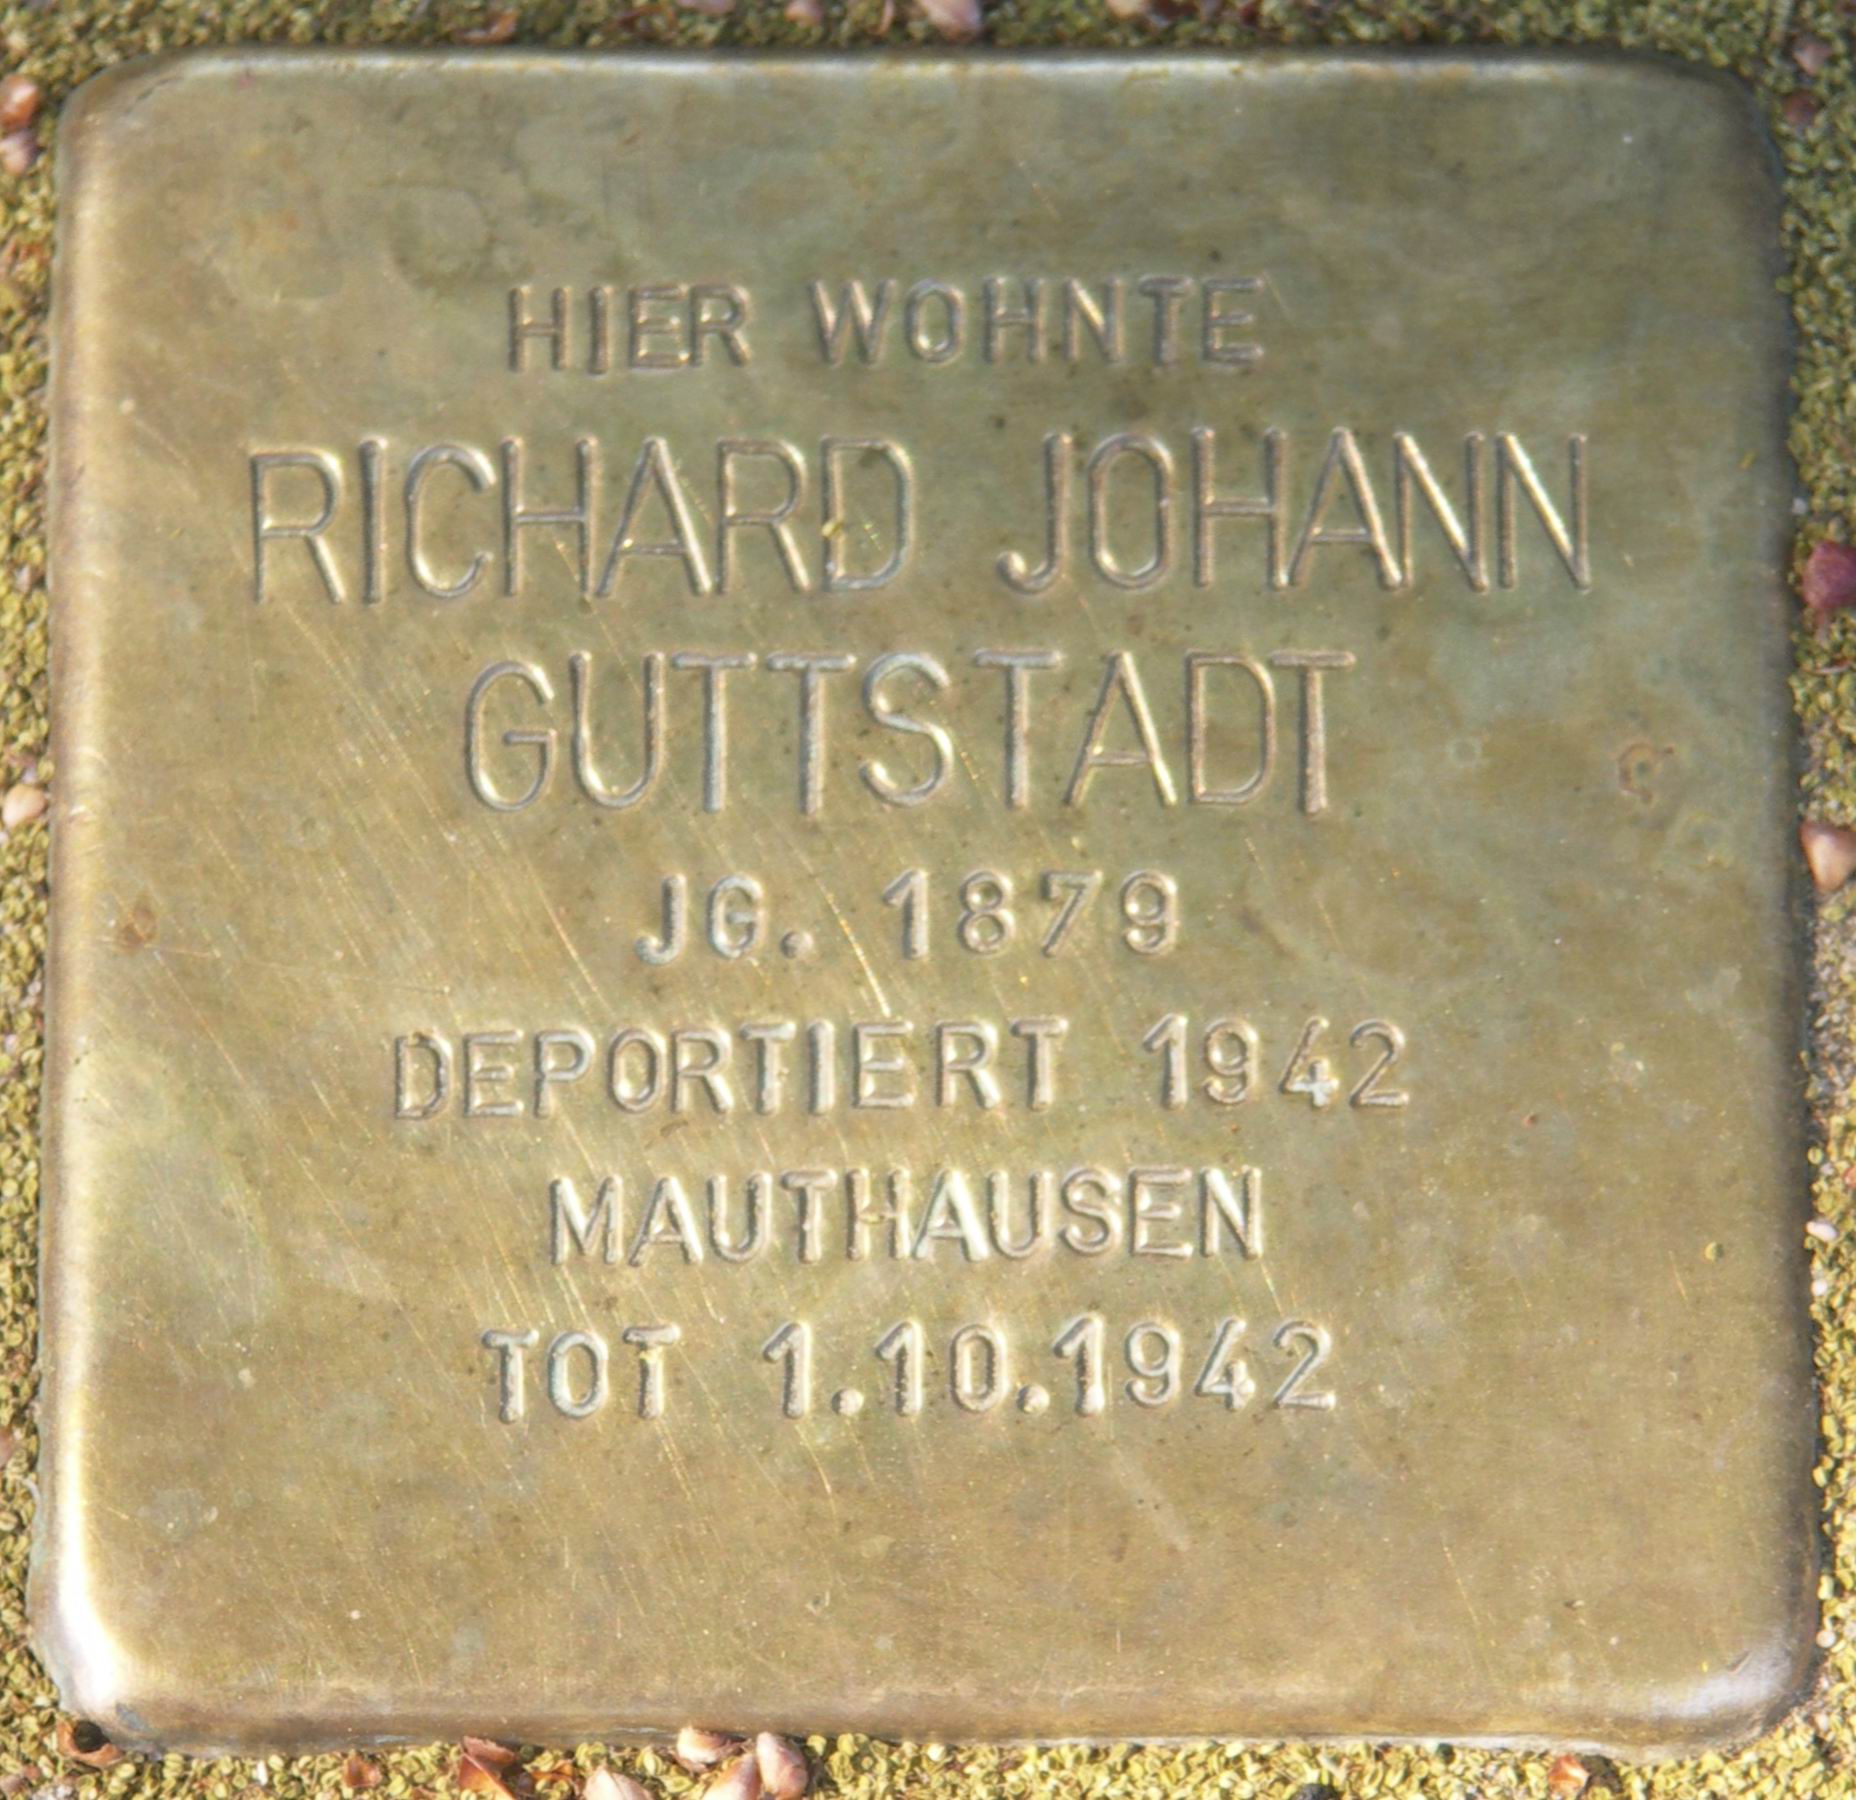 HIER WOHNTE
RICHARD JOHANN
GUTTSTADT
JG. 1879
DEPORTIERT 1942
MAUTHAUSEN
TOT 1.10.1942